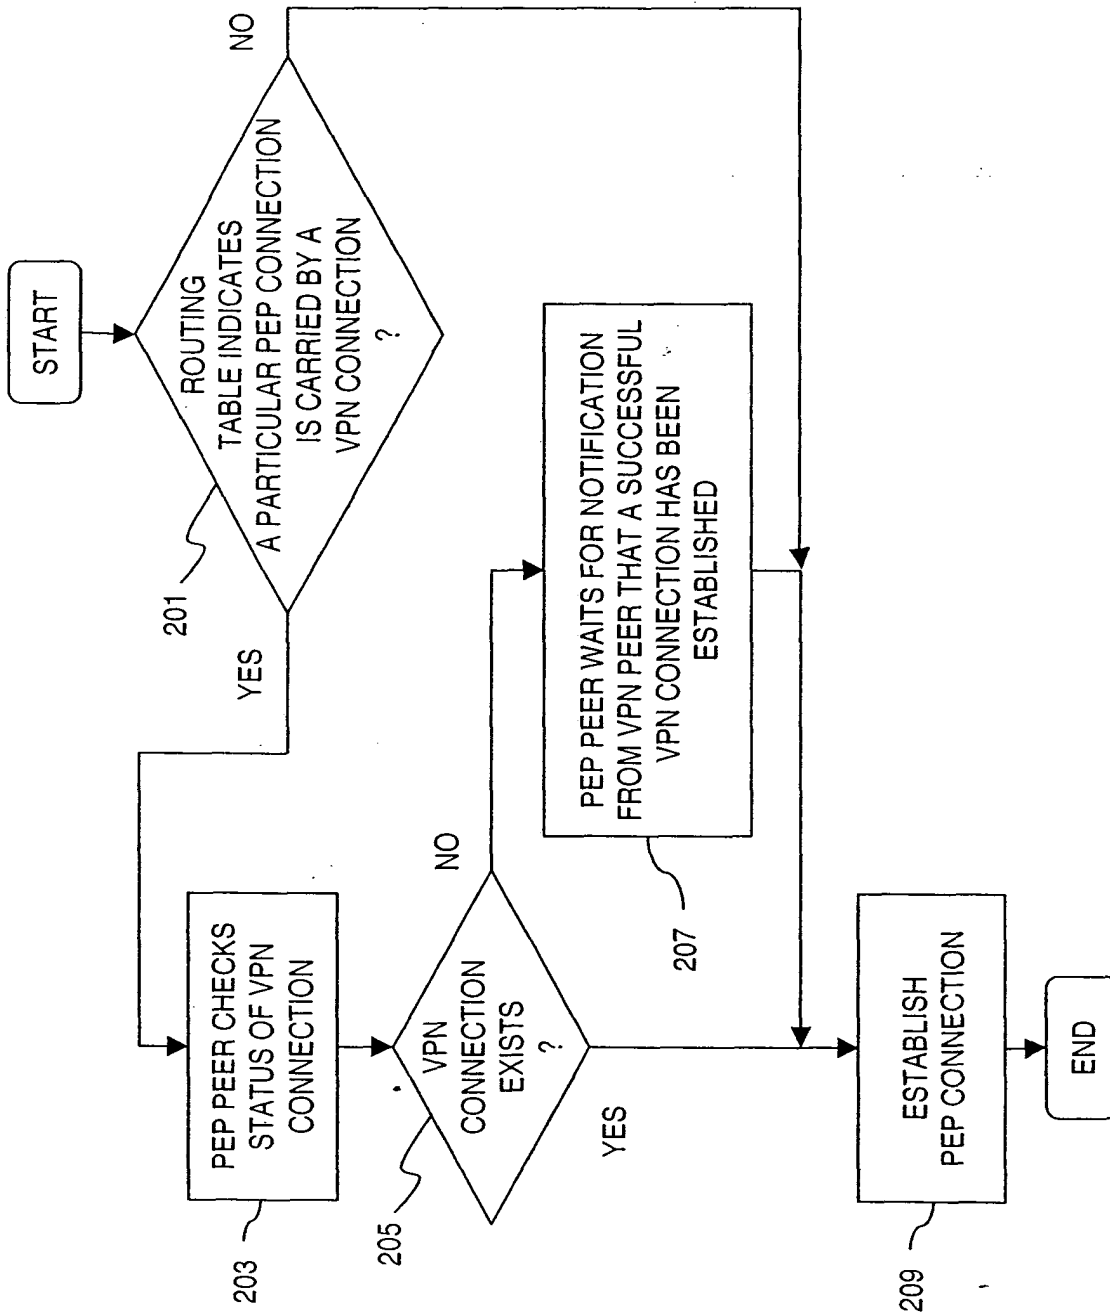 START
ROUTING
TABLE INDICATES
A PARTICULAR PEP CONNECTION
IS CARRIED BY A
VPN CONNECTION
?
201
YES
NO
PEP PEER CHECKS
STATUS OF VPN
CONNECTION
203
VPN
CONNECTION
EXISTS
?
205
NO
YES
PEP PEER WAITS FOR NOTIFICATION
FROM VPN PEER THAT A SUCCESSFUL
VPN CONNECTION HAS BEEN
ESTABLISHED
207
ESTABLISH
PEP CONNECTION
209
END